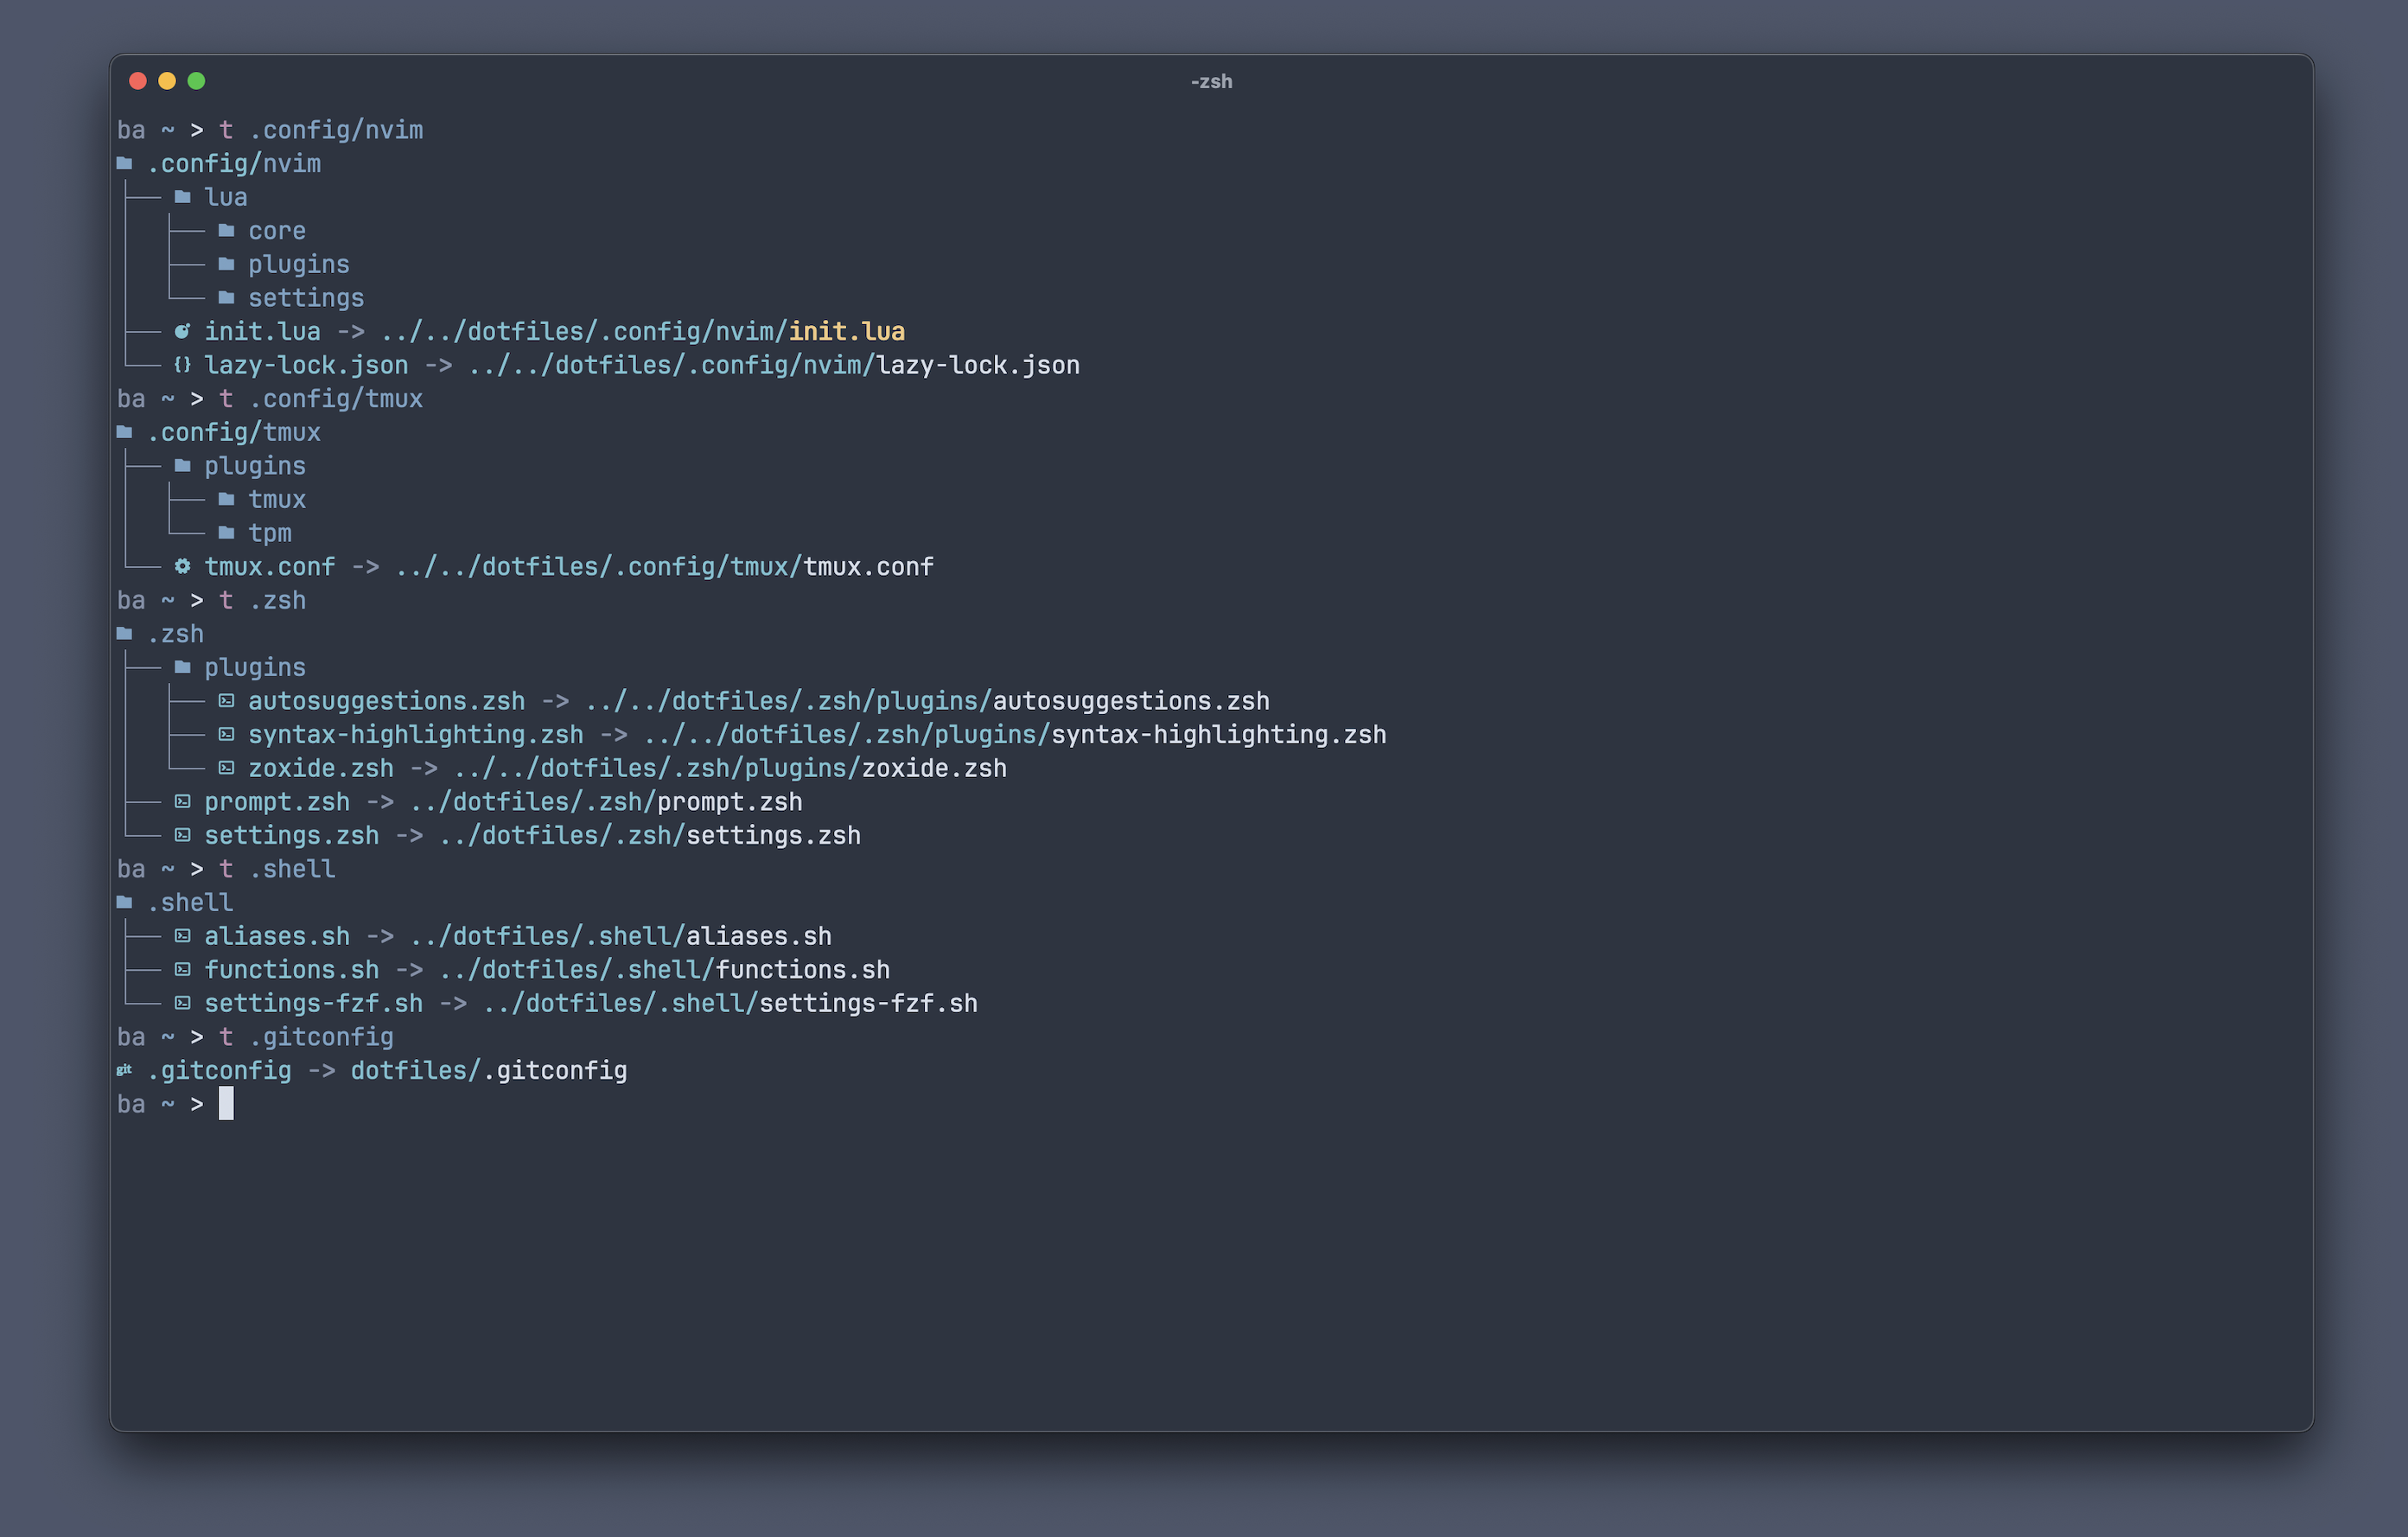 -zsh
ba ~ > t .config/nvim
.config/nvim
├── lua
│  ├── core
│  ├── plugins
│  └── settings
├── init.lua -> ../../dotfiles/.config/nvim/init.lua
└── {} lazy-lock.json -> ../../dotfiles/.config/nvim/lazy-lock.json
ba ~ > t .config/tmux
.config/tmux
├── plugins
│  ├── tmux
│  └── tpm
└── tmux.conf -> ../../dotfiles/.config/tmux/tmux.conf
ba ~ > t .zsh
.zsh
├── plugins
│  ├── autosuggestions.zsh -> ../../dotfiles/.zsh/plugins/autosuggestions.zsh
│  ├── syntax-highlighting.zsh -> ../../dotfiles/.zsh/plugins/syntax-highlighting.zsh
│  └── zoxide.zsh -> ../../dotfiles/.zsh/plugins/zoxide.zsh
├── prompt.zsh -> ../dotfiles/.zsh/prompt.zsh
└── settings.zsh -> ../dotfiles/.zsh/settings.zsh
ba ~ > t .shell
.shell
├── aliases.sh -> ../dotfiles/.shell/aliases.sh
├── functions.sh -> ../dotfiles/.shell/functions.sh
└── settings-fzf.sh -> ../dotfiles/.shell/settings-fzf.sh
ba ~ > t .gitconfig
git .gitconfig -> dotfiles/.gitconfig
ba ~ >